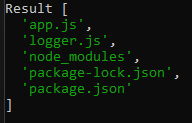 Result [
  'app.js',
  'logger.js',
  'node_modules',
  'package-lock.json',
  'package.json'
]